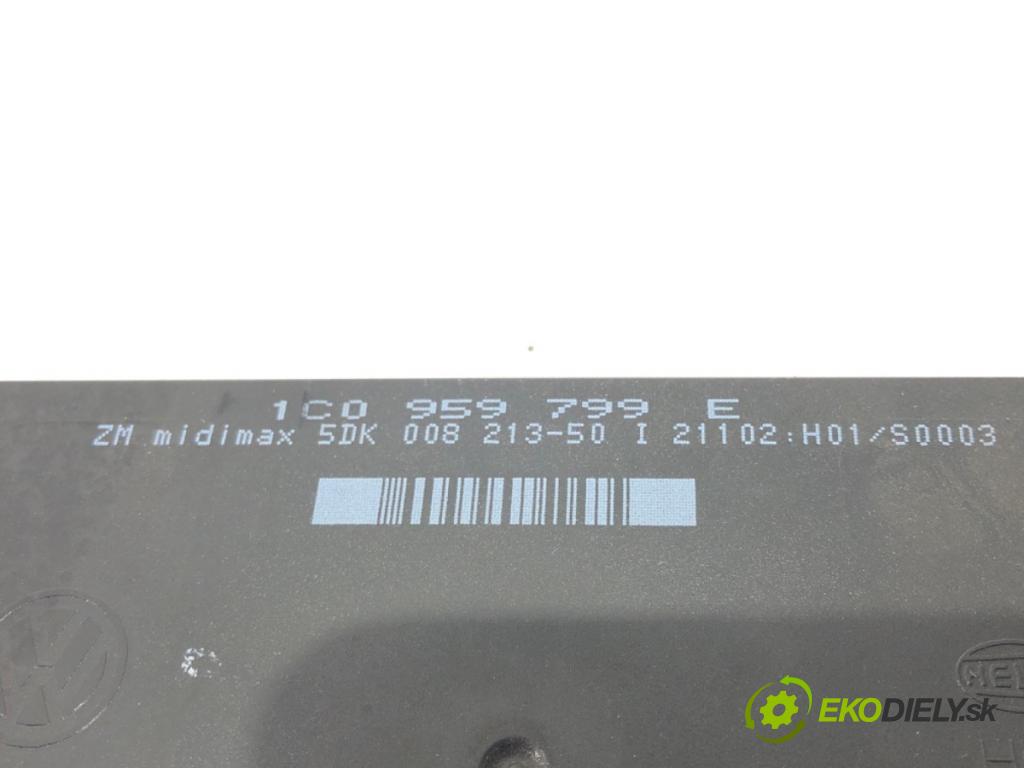 1C0 959 799 E
ZM midimax 5DK 008 213-50 I 21102:H01/S0003
EKODIELY.sk